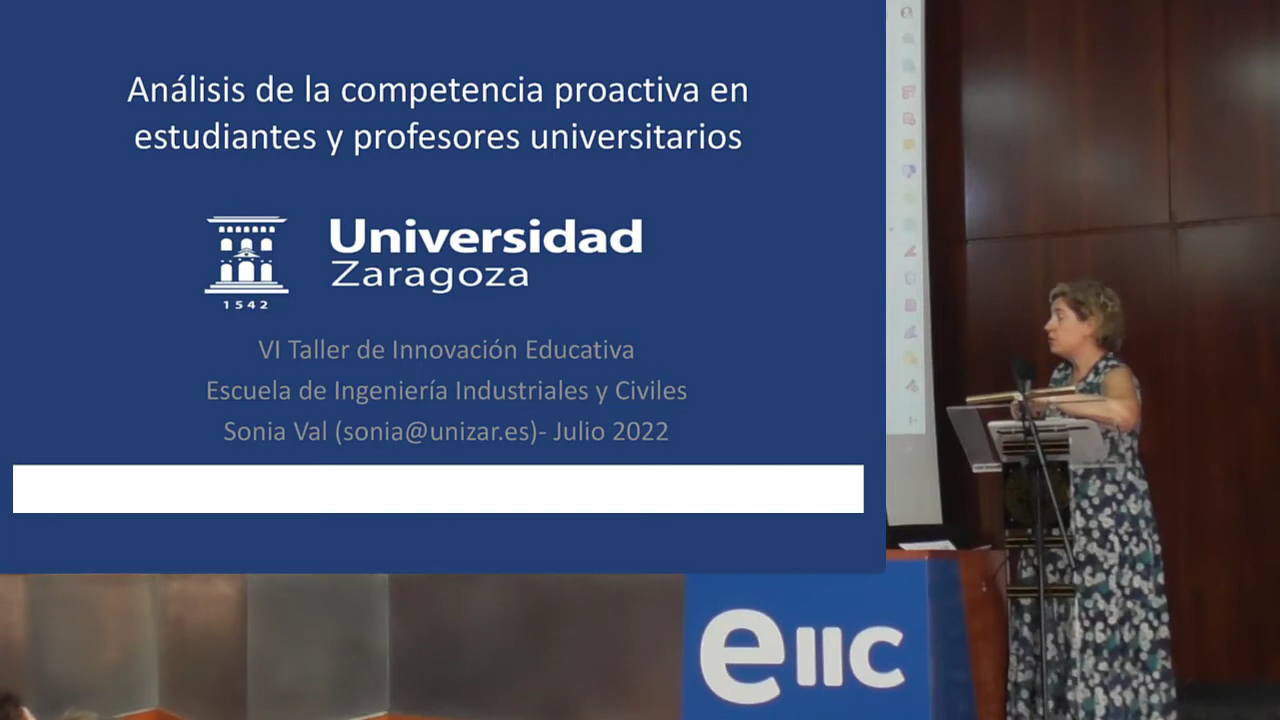 Análisis de la competencia proactiva en
estudiantes y profesores universitarios
Universidad
Zaragoza
1542
VI Taller de Innovación Educativa
Escuela de Ingeniería Industriales y Civiles
Sonia Val (sonia@unizar.es)- Julio 2022
eiic